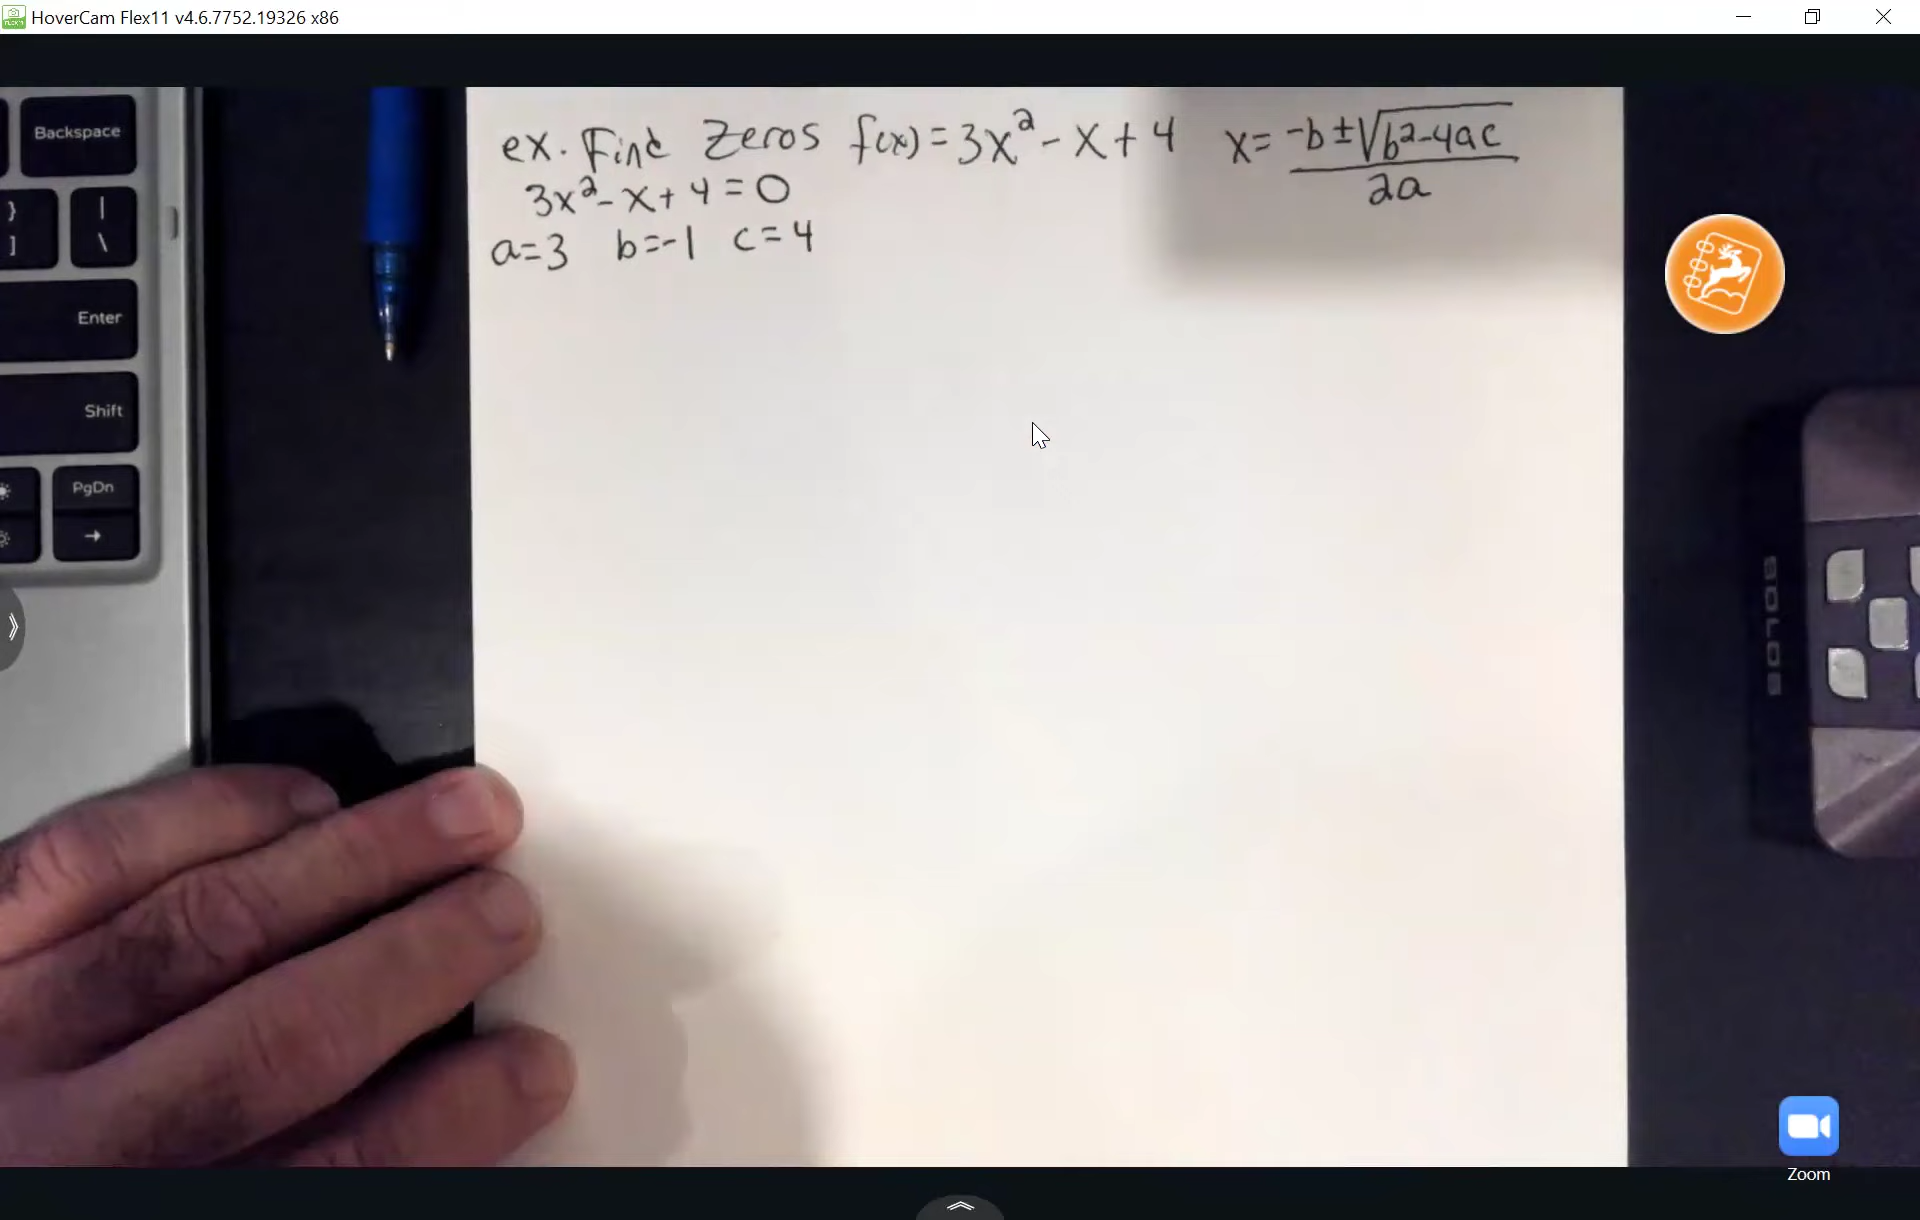 HoverCam Flex11 v4.6.7752.19326 x86
Backspace
}
]
|
\
Enter
Shift
PgDn
→
ex. Find Zeros f(x) = 3x² - x + 4 x = -b ± √b²-4ac / 2a
3x² - x + 4 = 0
a=3 b=-1 c=4
SOLO8
Zoom